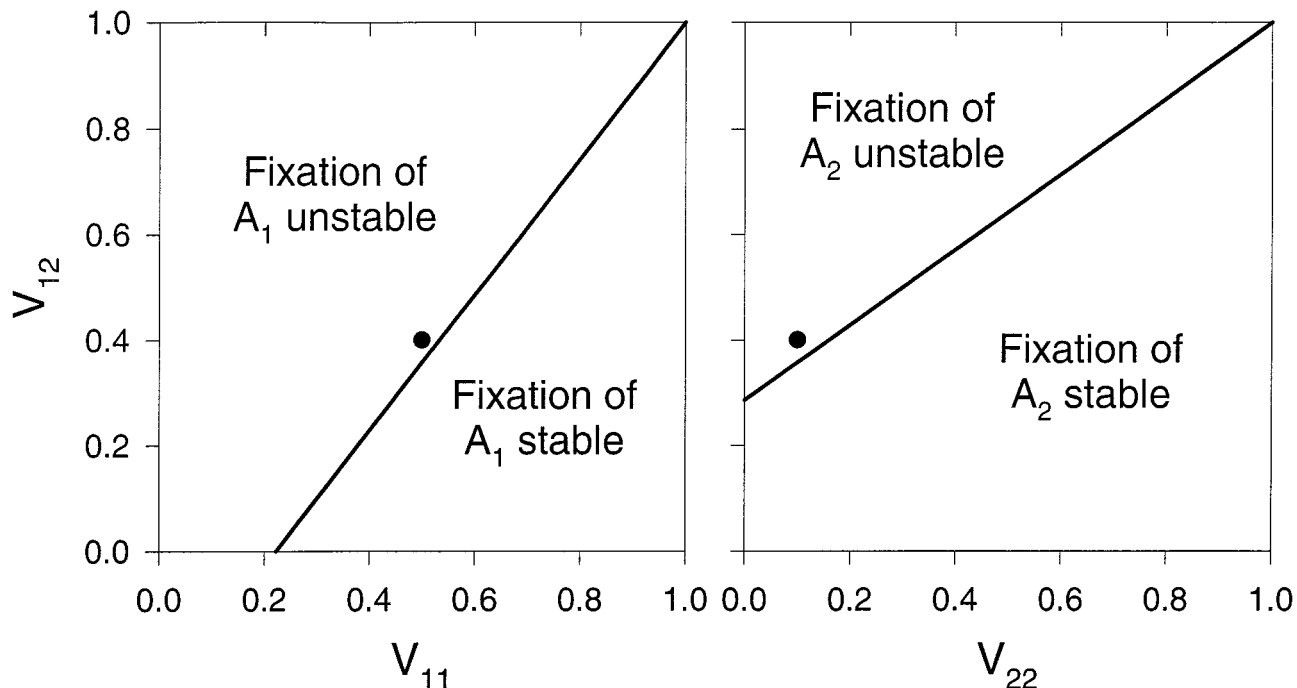 1.0
0.8
0.6
0.4
0.2
0.0
V₁₂
Fixation of
A₁ unstable
Fixation of
A₁ stable
0.0 0.2 0.4 0.6 0.8 1.0
V₁₁
Fixation of
A₂ unstable
Fixation of
A₂ stable
0.0 0.2 0.4 0.6 0.8 1.0
V₂₂